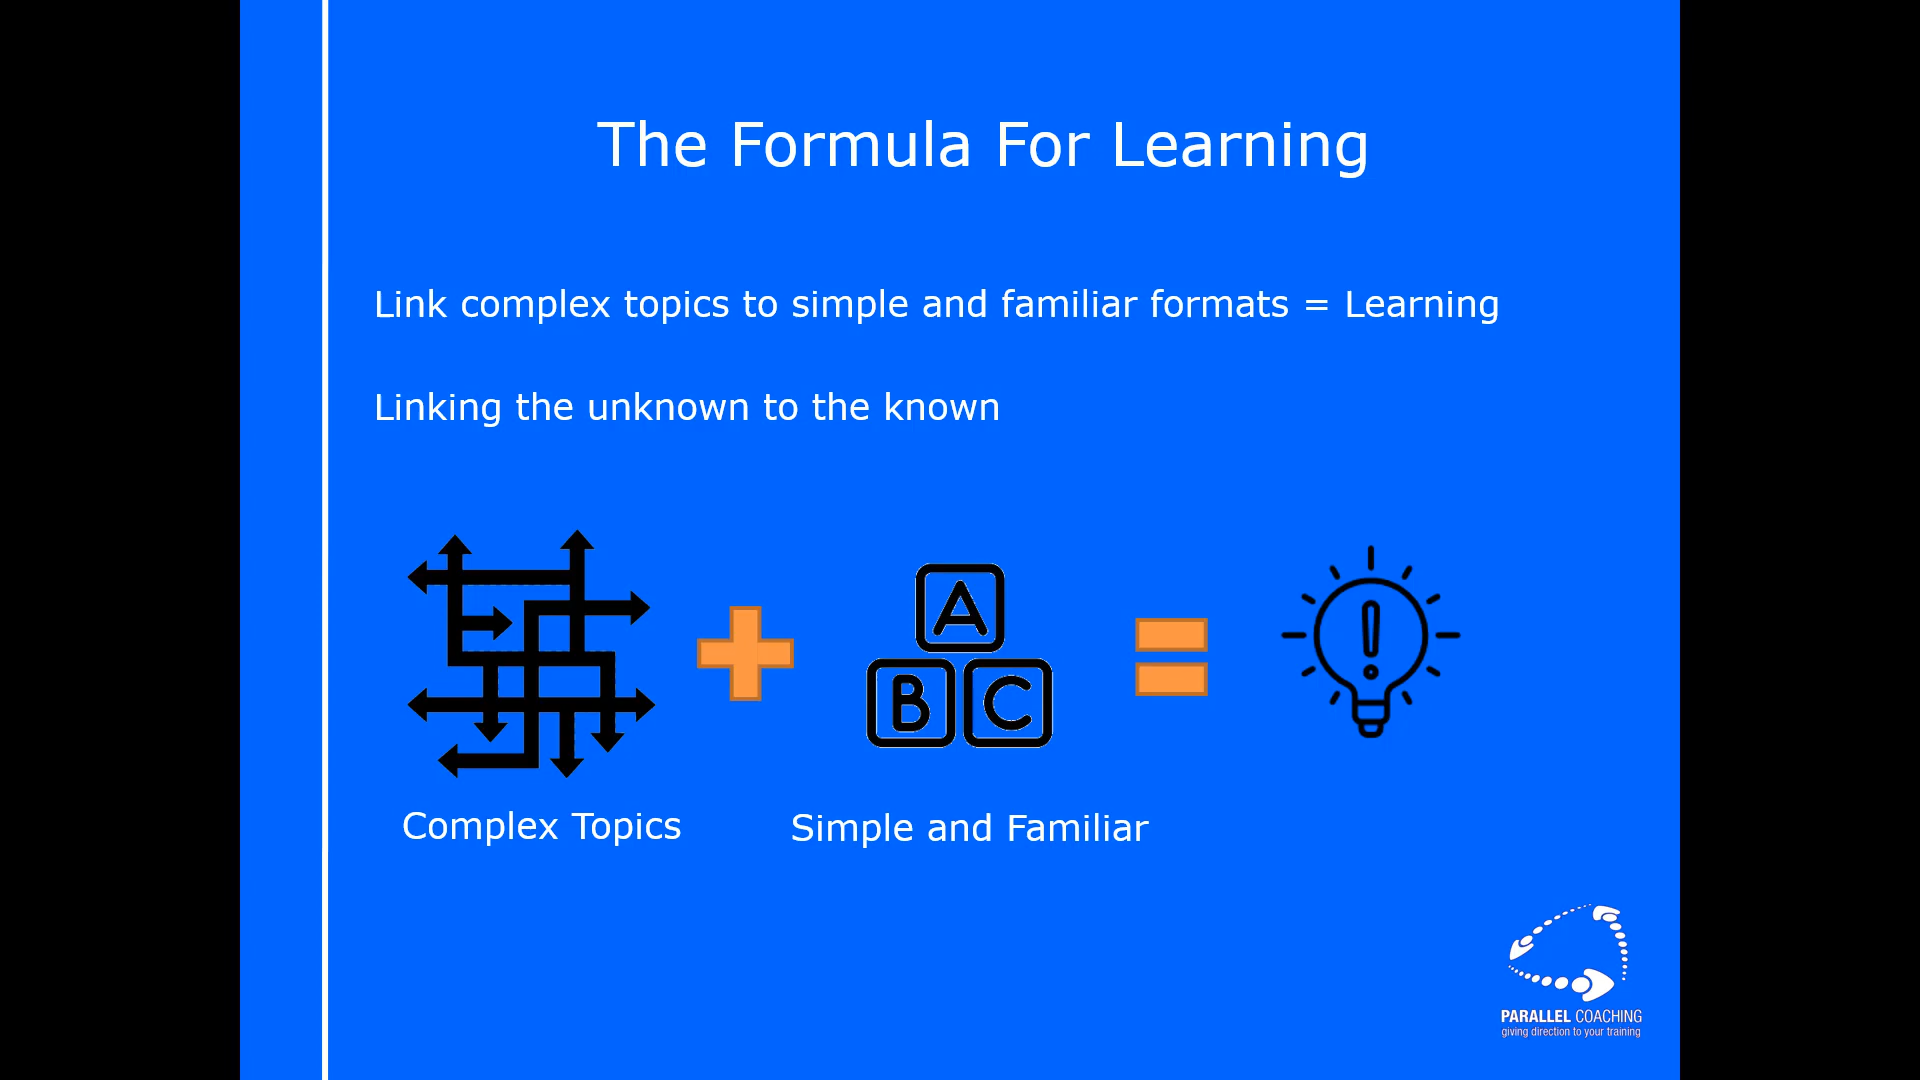 The Formula For Learning
Link complex topics to simple and familiar formats = Learning
Linking the unknown to the known
A
B C
Complex Topics
Simple and Familiar
PARALLEL COACHING
giving direction to your training